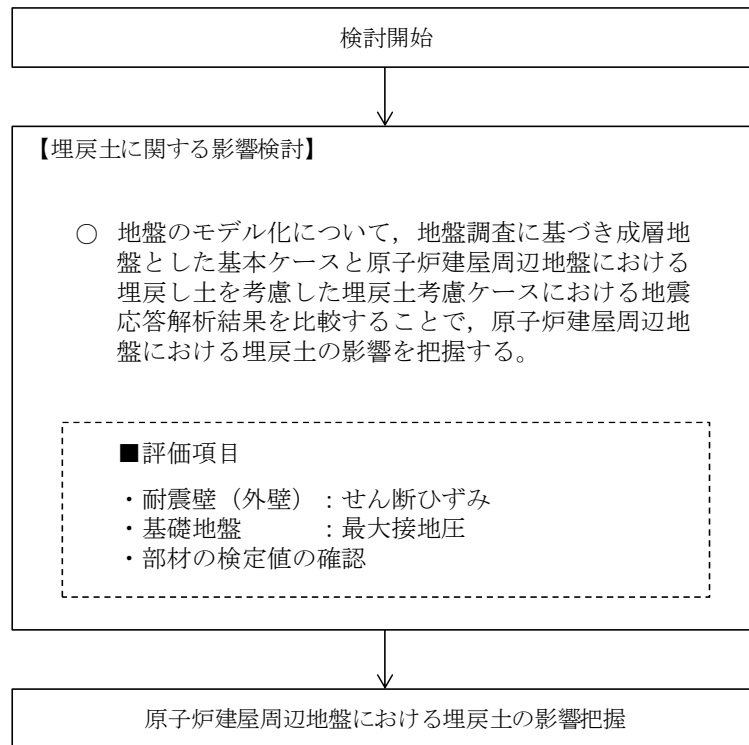 検討開始
【埋戻土に関する影響検討】
○ 地盤のモデル化について，地盤調査に基づき成層地
盤とした基本ケースと原子炉建屋周辺地盤における
埋戻し土を考慮した埋戻土考慮ケースにおける地震
応答解析結果を比較することで，原子炉建屋周辺地
盤における埋戻土の影響を把握する。
■評価項目
・耐震壁（外壁）：せん断ひずみ
・基礎地盤　　　：最大接地圧
・部材の検定値の確認
原子炉建屋周辺地盤における埋戻土の影響把握